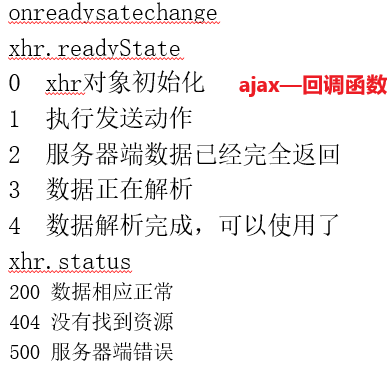 onreadysatechange
xhr.readyState
0 xhr对象初始化 ajax—回调函数
1 执行发送动作
2 服务器端数据已经完全返回
3 数据正在解析
4 数据解析完成，可以使用了
xhr.status
200 数据相应正常
404 没有找到资源
500 服务器端错误